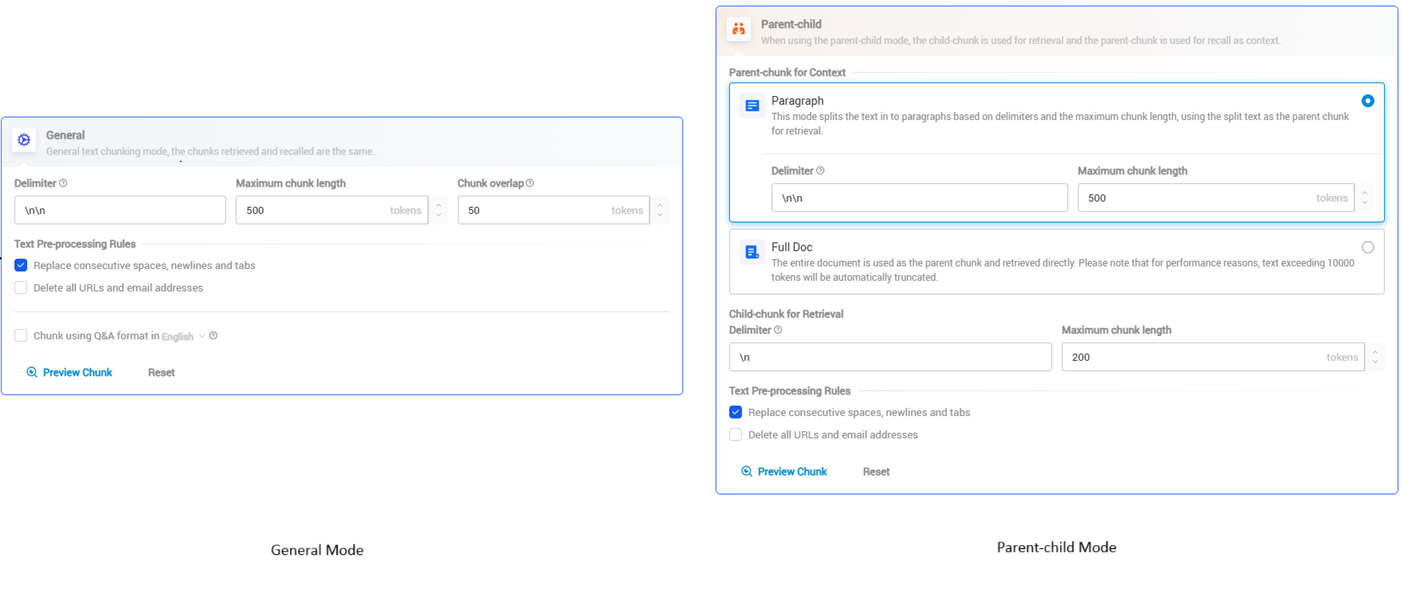 General
General text chunking mode, the chunks retrieved and recalled are the same.
Delimiter
Maximum chunk length
Chunk overlap
\n\n
500 tokens
50 tokens
Text Pre-processing Rules
Replace consecutive spaces, newlines and tabs
Delete all URLs and email addresses
Chunk using Q&A format in English
Preview Chunk
Reset
General Mode
Parent-child
When using the parent-child mode, the child-chunk is used for retrieval and the parent-chunk is used for recall as context.
Parent-chunk for Context
Paragraph
This mode splits the text in to paragraphs based on delimiters and the maximum chunk length, using the split text as the parent chunk
for retrieval.
Delimiter
Maximum chunk length
\n\n
500 tokens
Full Doc
The entire document is used as the parent chunk and retrieved directly. Please note that for performance reasons, text exceeding 10000
tokens will be automatically truncated.
Child-chunk for Retrieval
Delimiter
Maximum chunk length
\n
200 tokens
Text Pre-processing Rules
Replace consecutive spaces, newlines and tabs
Delete all URLs and email addresses
Preview Chunk
Reset
Parent-child Mode